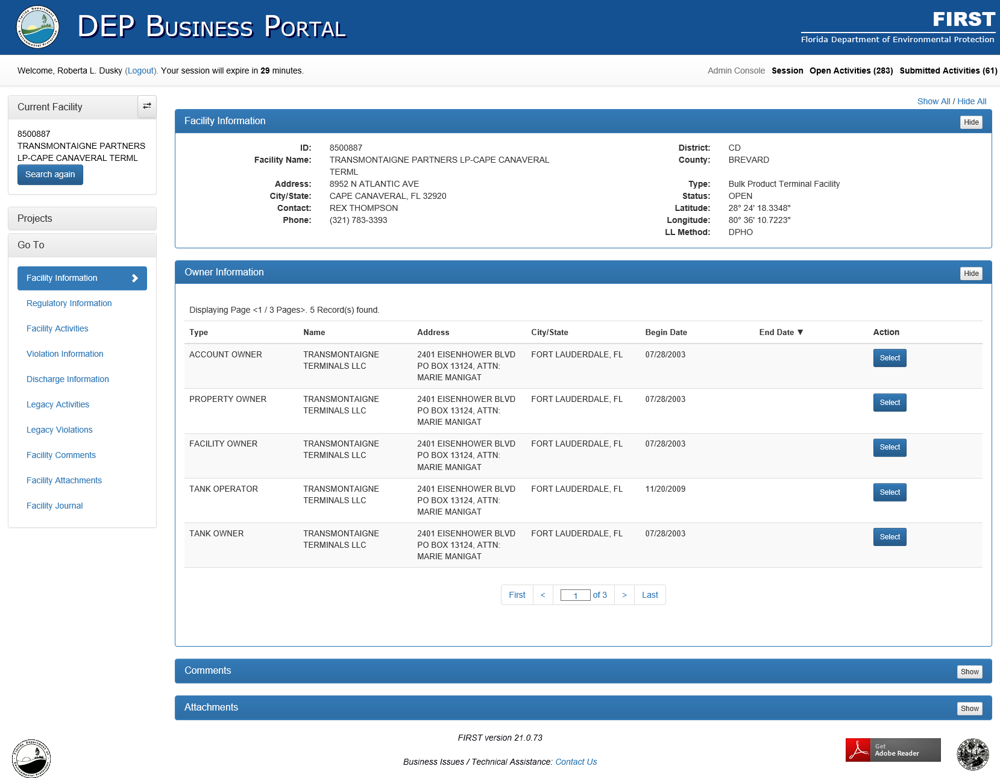 DEP Business Portal
FIRST
Florida Department of Environmental Protection
Welcome, Roberta L. Dusky (Logout). Your session will expire in 29 minutes.
Admin Console Session Open Activities (283) Submitted Activities (61)
Show All / Hide All
Current Facility
8500887
TRANSMONTAIGNE PARTNERS
LP-CAPE CANAVERAL TERML
Search again
Projects
Go To
Facility Information
Regulatory Information
Facility Activities
Violation Information
Discharge Information
Legacy Activities
Legacy Violations
Facility Comments
Facility Attachments
Facility Journal
Facility Information Hide
ID: 8500887 District: CD
Facility Name: TRANSMONTAIGNE PARTNERS LP-CAPE CANAVERAL County: BREVARD
TERML
Address: 8952 N ATLANTIC AVE Type: Bulk Product Terminal Facility
City/State: CAPE CANAVERAL, FL 32920 Status: OPEN
Contact: REX THOMPSON Latitude: 28° 24' 18.3348"
Phone: (321) 783-3393 Longitude: 80° 36' 10.7223"
LL Method: DPHO
Owner Information Hide
Displaying Page <1 / 3 Pages>. 5 Record(s) found.
Type Name Address City/State Begin Date End Date ▼ Action
ACCOUNT OWNER TRANSMONTAIGNE 2401 EISENHOWER BLVD FORT LAUDERDALE, FL 07/28/2003 Select
TERMINALS LLC PO BOX 13124, ATTN:
MARIE MANIGAT
PROPERTY OWNER TRANSMONTAIGNE 2401 EISENHOWER BLVD FORT LAUDERDALE, FL 07/28/2003 Select
TERMINALS LLC PO BOX 13124, ATTN:
MARIE MANIGAT
FACILITY OWNER TRANSMONTAIGNE 2401 EISENHOWER BLVD FORT LAUDERDALE, FL 07/28/2003 Select
TERMINALS LLC PO BOX 13124, ATTN:
MARIE MANIGAT
TANK OPERATOR TRANSMONTAIGNE 2401 EISENHOWER BLVD FORT LAUDERDALE, FL 11/20/2009 Select
TERMINALS LLC PO BOX 13124, ATTN:
MARIE MANIGAT
TANK OWNER TRANSMONTAIGNE 2401 EISENHOWER BLVD FORT LAUDERDALE, FL 07/28/2003 Select
TERMINALS LLC PO BOX 13124, ATTN:
MARIE MANIGAT
First < 1 of 3 > Last
Comments Show
Attachments Show
FIRST version 21.0.73
Business Issues / Technical Assistance: Contact Us
Florida Department of
Environmental Protection
Get
Adobe Reader